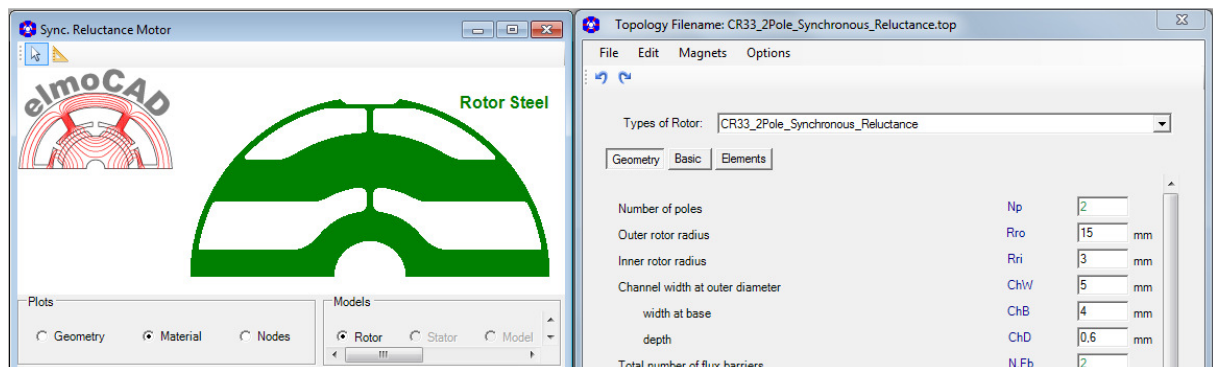 Sync. Reluctance Motor
elmoCAD
Rotor Steel
Plots
Geometry
Material
Nodes
Models
Rotor
Stator
Model
Topology Filename: CR33_2Pole_Synchronous_Reluctance.top
File Edit Magnets Options
Types of Rotor: CR33_2Pole_Synchronous_Reluctance
Geometry Basic Elements
Number of poles Np 2
Outer rotor radius Rro 15 mm
Inner rotor radius Rri 3 mm
Channel width at outer diameter ChW 5 mm
width at base ChB 4 mm
depth ChD 0,6 mm
Total number of flux barriers N.Fb 2